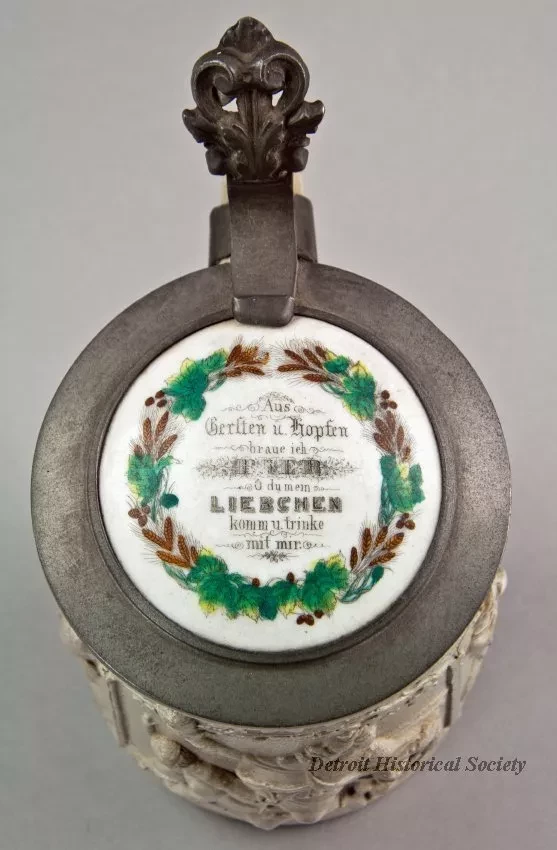 Aus
Gersten u. Hopfen
braue ich
BIER
O du mein
LIEBCHEN
komm u. trinke
mit mir.
Detroit Historical Society